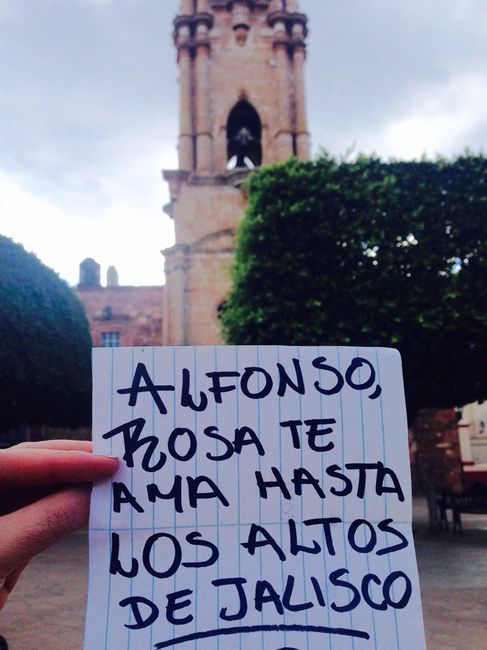 ALFONSO,
ROSA TE
AMA HASTA
LOS ALTOS
DE JALISCO